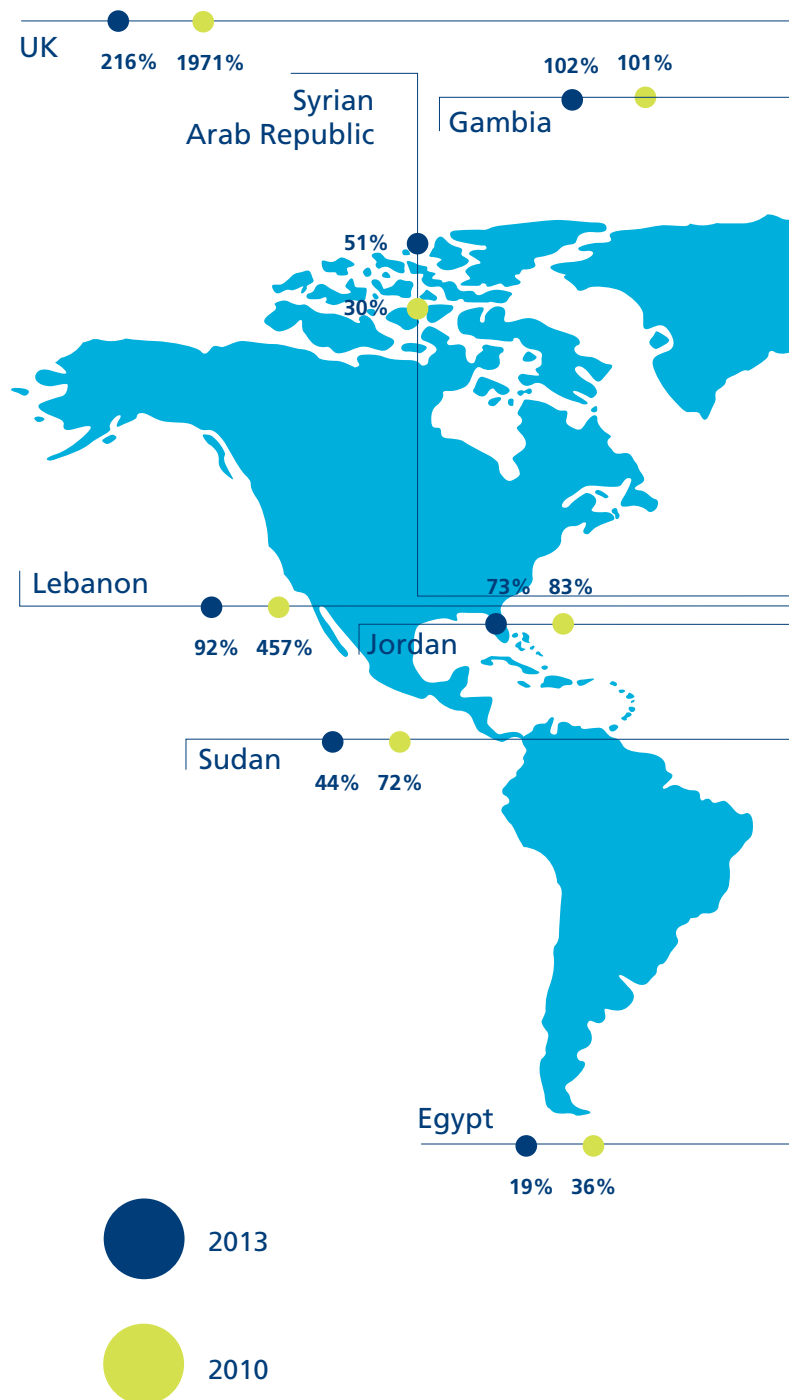 UK
216% 1971%
102% 101%
Syrian
Arab Republic
Gambia
51%
30%
73% 83%
Lebanon
92% 457%
Jordan
Sudan
44% 72%
Egypt
19% 36%
2013
2010